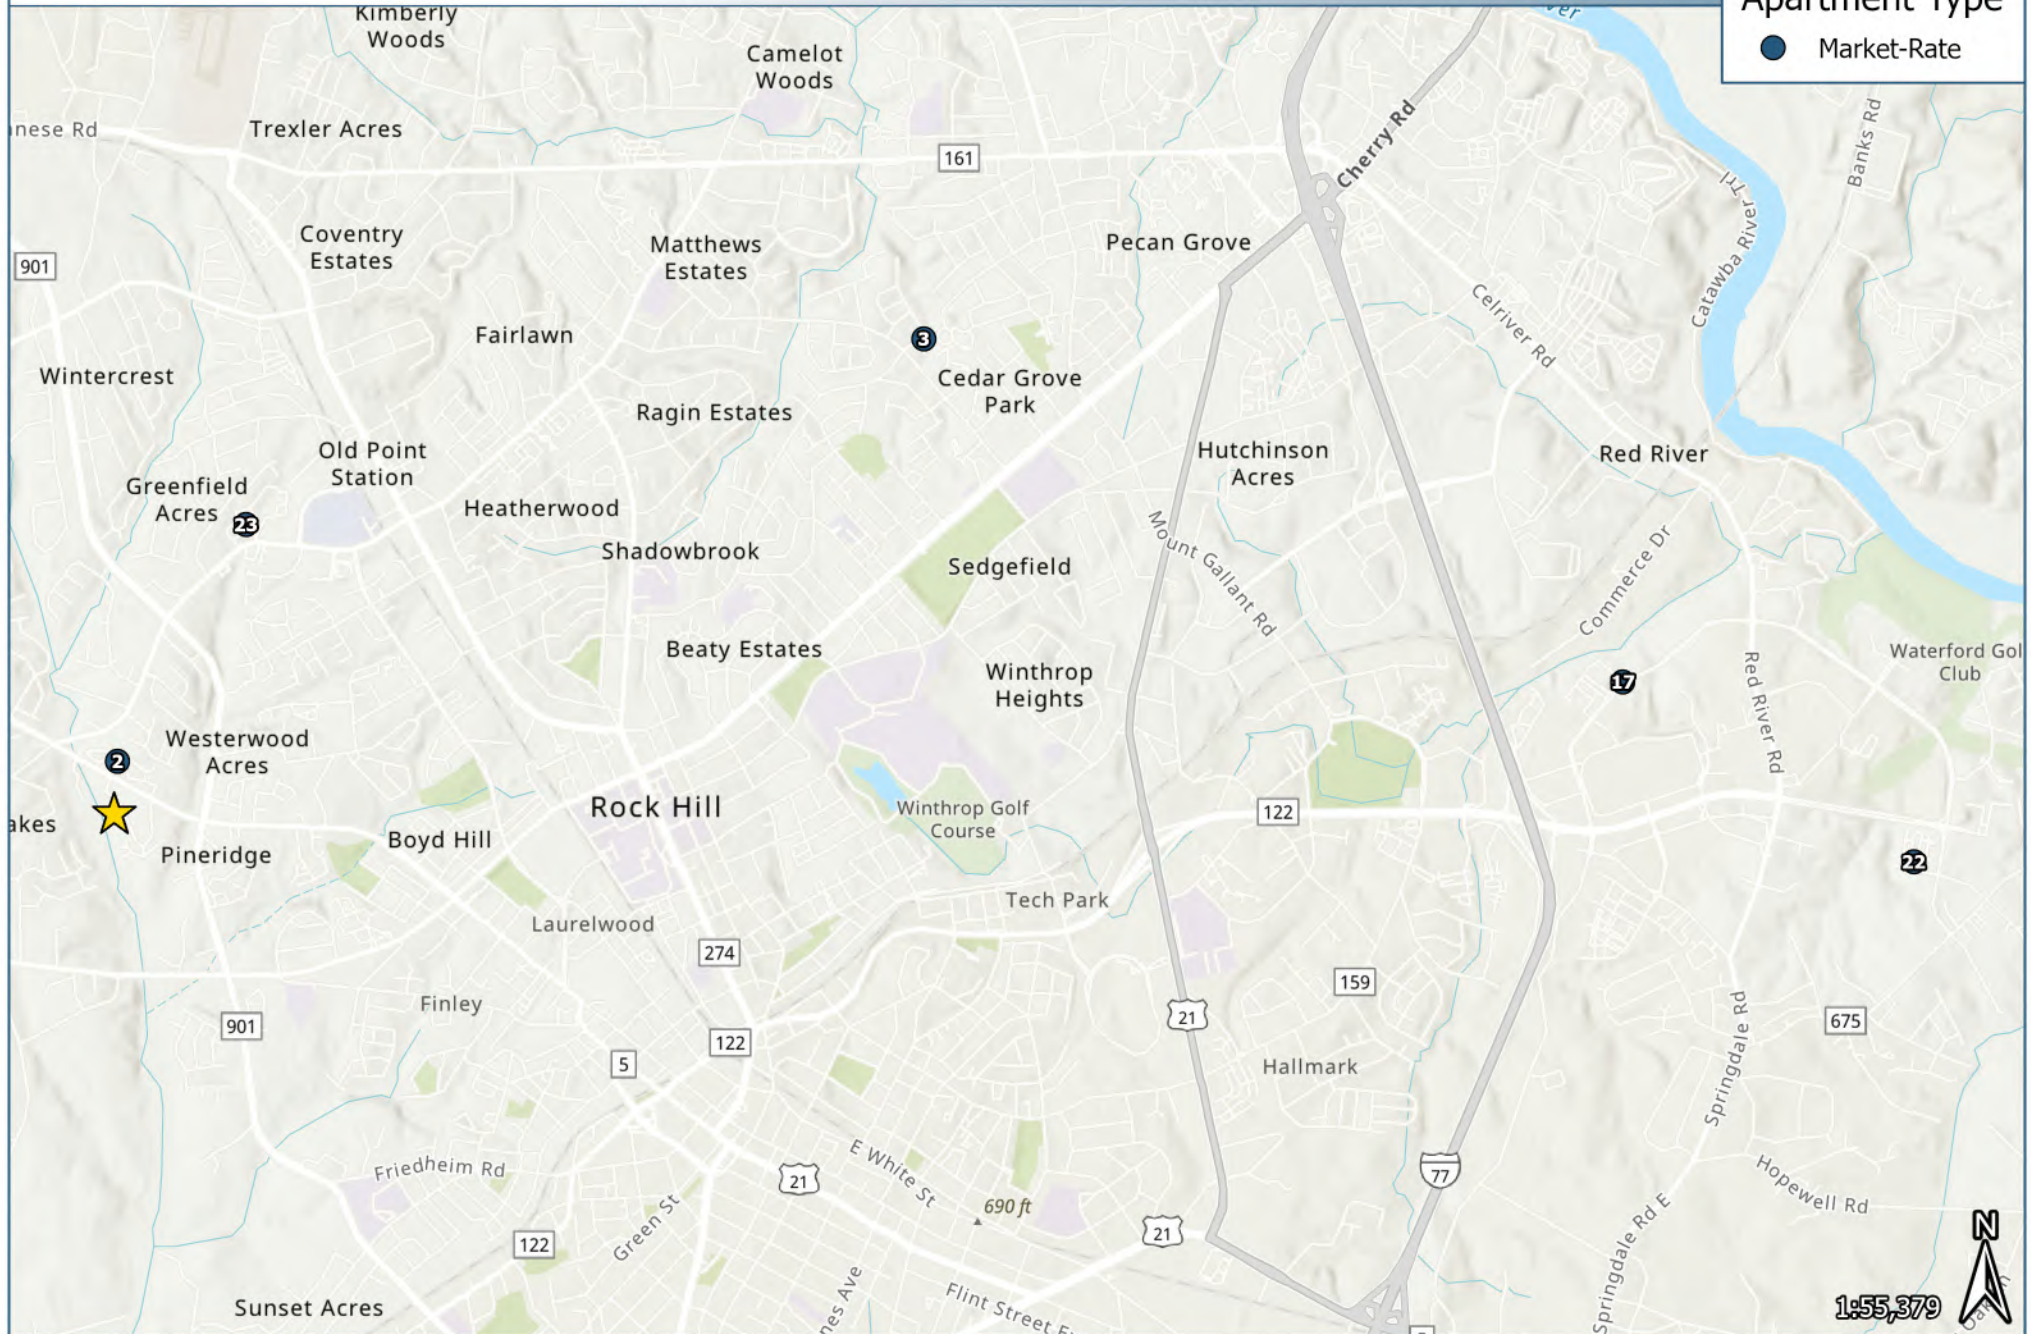 Apartment Type
Market-Rate
Kimberly
Woods
Camelot
Woods
Trexler Acres
161
Cherry Rd
Banks Rd
Catawba River Trl
Coventry
Estates
Matthews
Estates
Pecan Grove
901
Celriver Rd
Fairlawn
3
Wintercrest
Cedar Grove
Park
Ragin Estates
Old Point
Station
Hutchinson
Acres
Red River
Greenfield
Acres
23
Heatherwood
Shadowbrook
Sedgefield
Mount Gallant Rd
Commerce Dr
Beaty Estates
Winthrop
Heights
Waterford Gol
Club
17
Red River Rd
Westerwood
Acres
2
Rock Hill
Winthrop Golf
Course
122
akes
Boyd Hill
Pineridge
22
Tech Park
Laurelwood
274
159
Finley
901
122
5
21
675
Springdale Rd
Hallmark
Friedheim Rd
21
E White St
690 ft
77
Hopewell Rd
Green St
122
21
Springdale Rd E
N
Sunset Acres
Flint Street E
1:55,379